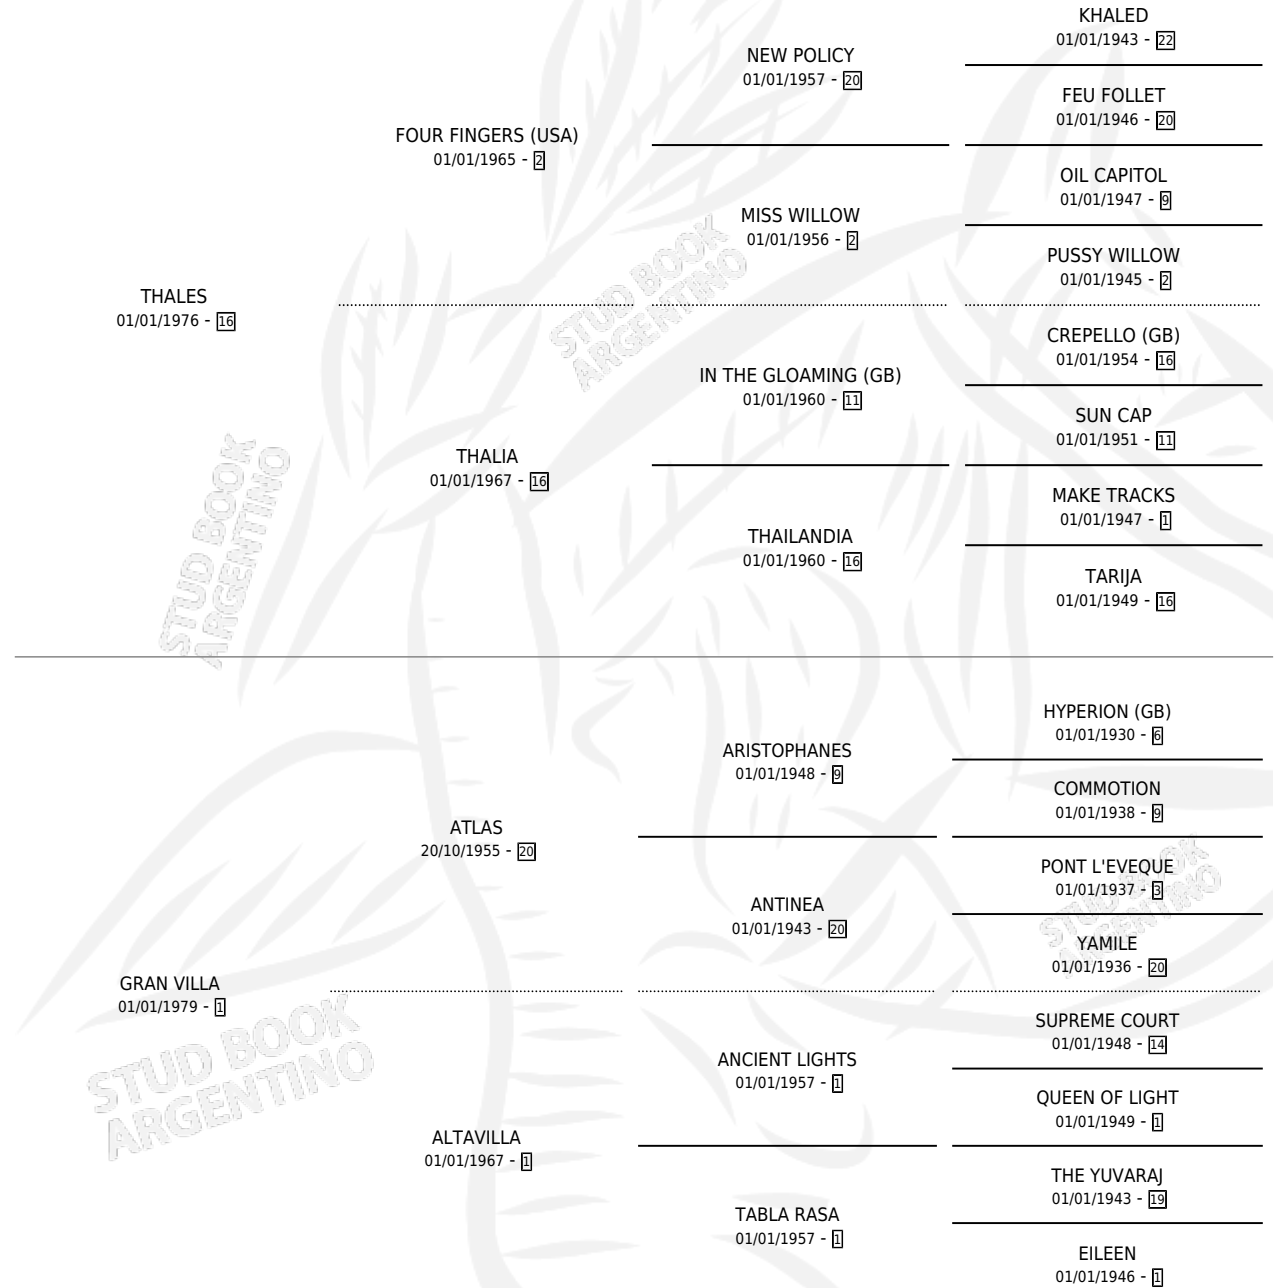 KHALED
01/01/1943 - 22
NEW POLICY
01/01/1957 - 20
FEU FOLLET
01/01/1946 - 20
FOUR FINGERS (USA)
01/01/1965 - 2
OIL CAPITOL
01/01/1947 - 9
MISS WILLOW
01/01/1956 - 2
PUSSY WILLOW
01/01/1945 - 2
THALES
01/01/1976 - 16
CREPELLO (GB)
01/01/1954 - 16
IN THE GLOAMING (GB)
01/01/1960 - 11
SUN CAP
01/01/1951 - 11
THALIA
01/01/1967 - 16
MAKE TRACKS
01/01/1947 - 1
THAILANDIA
01/01/1960 - 16
TARIJA
01/01/1949 - 16
HYPERION (GB)
01/01/1930 - 6
ARISTOPHANES
01/01/1948 - 9
COMMOTION
01/01/1938 - 9
ATLAS
20/10/1955 - 20
PONT L'EVEQUE
01/01/1937 - 3
ANTINEA
01/01/1943 - 20
YAMILE
01/01/1936 - 20
GRAN VILLA
01/01/1979 - 1
SUPREME COURT
01/01/1948 - 14
ANCIENT LIGHTS
01/01/1957 - 1
QUEEN OF LIGHT
01/01/1949 - 1
ALTAVILLA
01/01/1967 - 1
THE YUVARAJ
01/01/1943 - 19
TABLA RASA
01/01/1957 - 1
EILEEN
01/01/1946 - 1
STUD BOOK
ARGENTINO
STUD BOOK
ARGENTINO
STUD BOOK
ARGENTINO
STUD BOOK
ARGENTINO